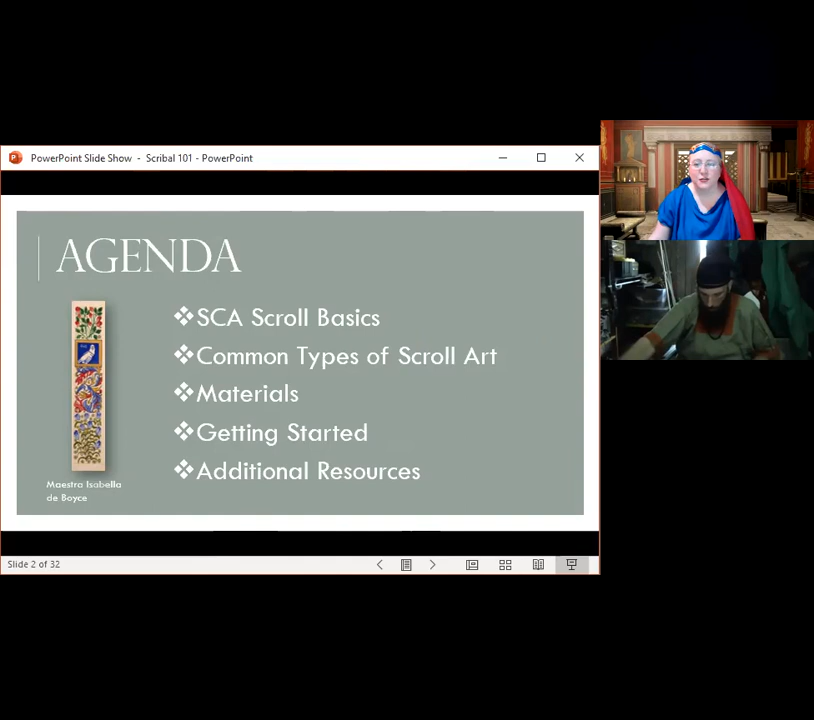 PowerPoint Slide Show - Scribal 101 - PowerPoint
AGENDA
❖SCA Scroll Basics
❖Common Types of Scroll Art
❖Materials
❖Getting Started
❖Additional Resources
Maestra Isabella
de Boyce
Slide 2 of 32